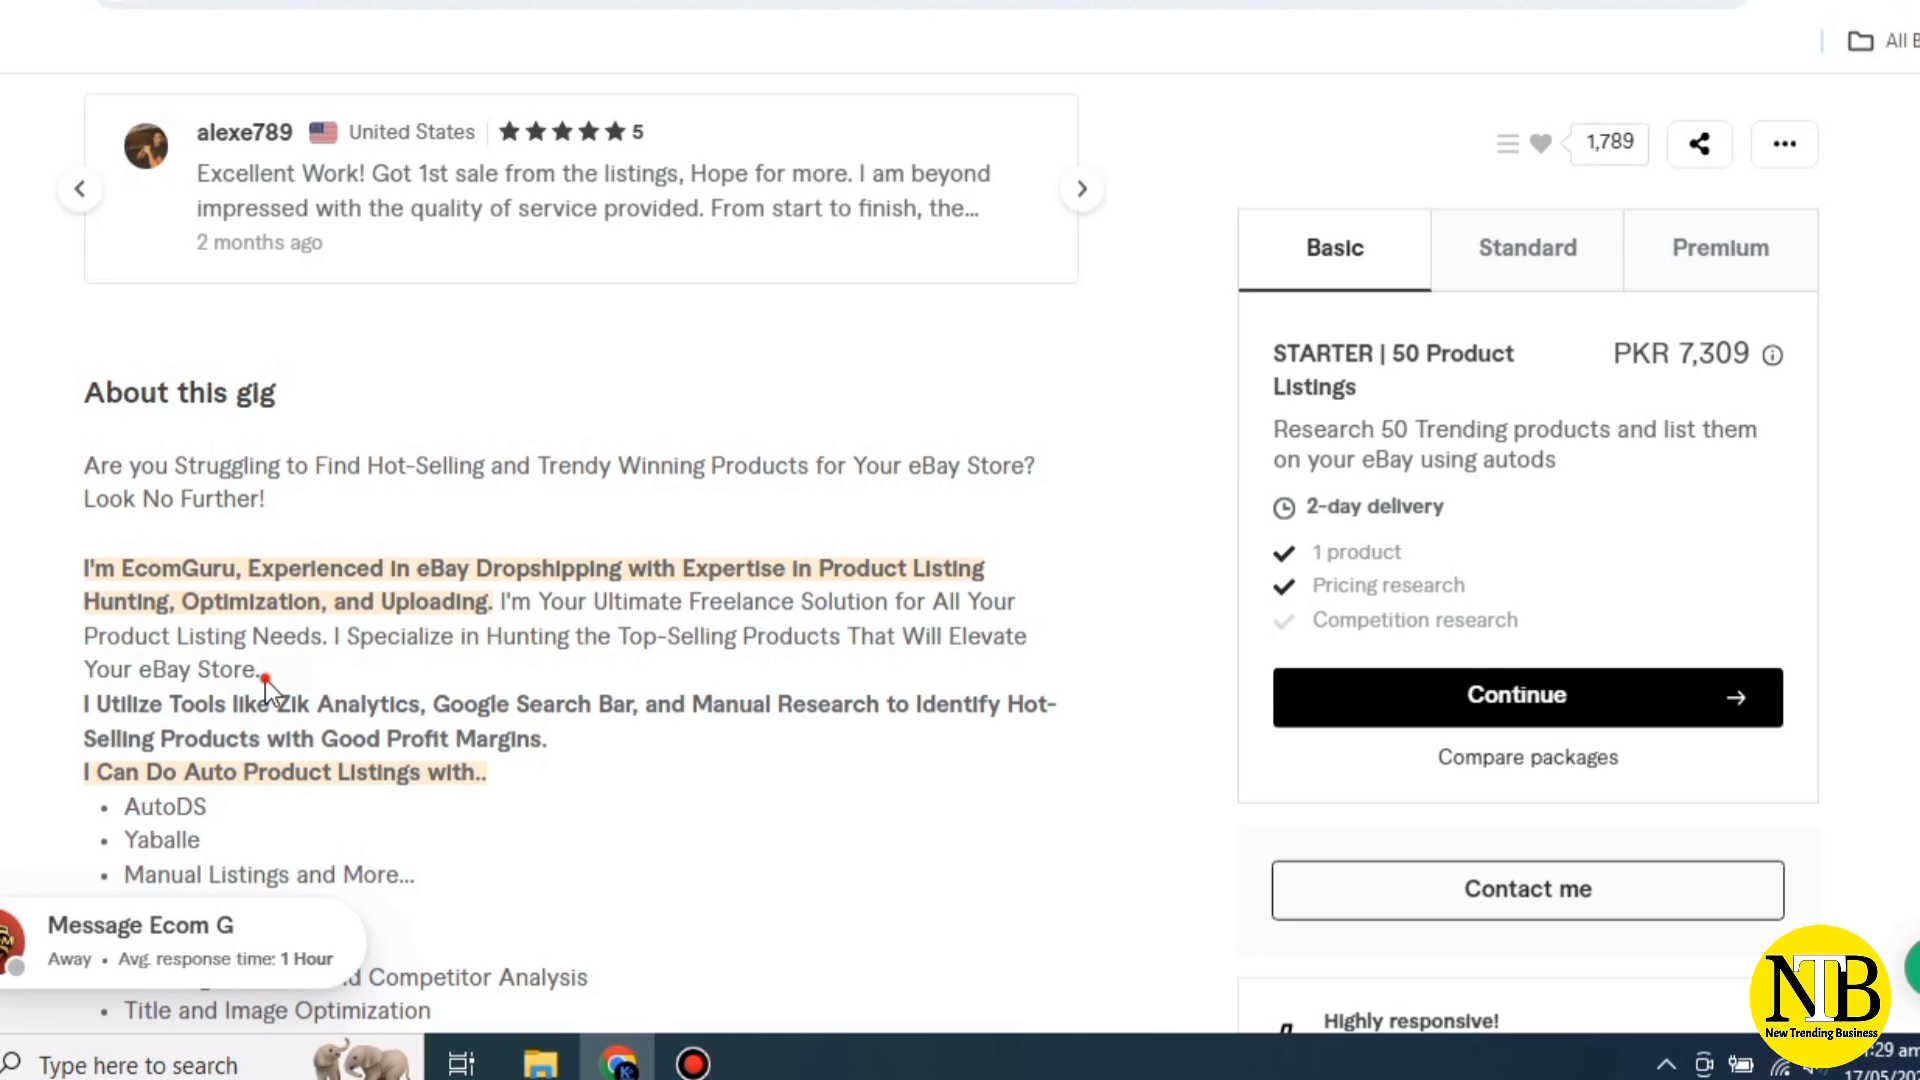 All
alexe789 United States 5
Excellent Work! Got 1st sale from the listings, Hope for more. I am beyond
impressed with the quality of service provided. From start to finish, the...
2 months ago
1,789
About this gig
Are you Struggling to Find Hot-Selling and Trendy Winning Products for Your eBay Store?
Look No Further!
I'm EcomGuru, Experienced in eBay Dropshipping with Expertise in Product Listing
Hunting, Optimization, and Uploading. I'm Your Ultimate Freelance Solution for All Your
Product Listing Needs. I Specialize in Hunting the Top-Selling Products That Will Elevate
Your eBay Store..
I Utilize Tools like Zik Analytics, Google Search Bar, and Manual Research to Identify Hot-
Selling Products with Good Profit Margins.
I Can Do Auto Product Listings with..
• AutoDS
• Yaballe
• Manual Listings and More...
Competitor Analysis
• Title and Image Optimization
Message Ecom G
Away • Avg. response time: 1 Hour
Basic Standard Premium
STARTER | 50 Product
Listings
PKR 7,309
Research 50 Trending products and list them
on your eBay using autods
2-day delivery
1 product
Pricing research
Competition research
Continue
Compare packages
Contact me
Highly responsive!
NTB
New Trending Business
Type here to search
:29 am
17/05/20